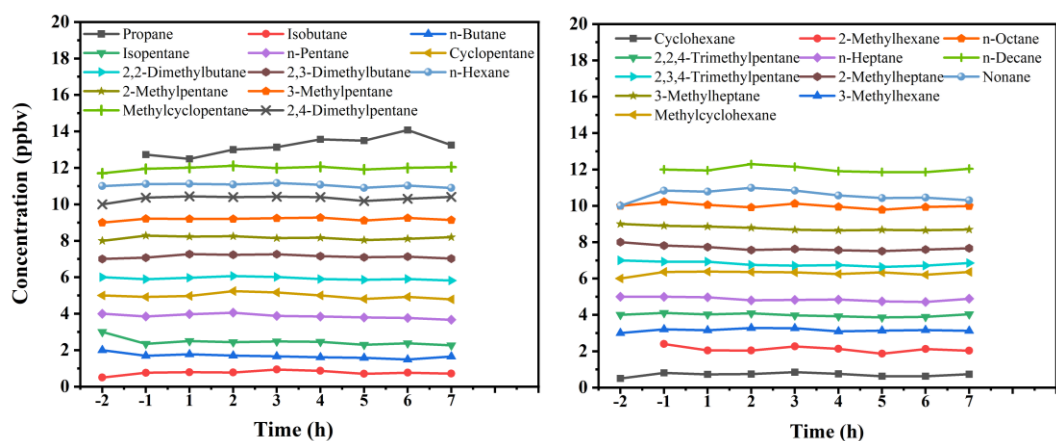 Concentration (ppbv)
20
18
16
14
12
10
8
6
4
2
0
Propane Isobutane n-Butane
Isopentane n-Pentane Cyclopentane
2,2-Dimethylbutane 2,3-Dimethylbutane n-Hexane
2-Methylpentane 3-Methylpentane
Methylcyclopentane 2,4-Dimethylpentane
-2 -1 1 2 3 4 5 6 7
Time (h)
20
18
16
14
12
10
8
6
4
2
0
Cyclohexane 2-Methylhexane n-Octane
2,2,4-Trimethylpentane n-Heptane n-Decane
2,3,4-Trimethylpentane 2-Methylheptane Nonane
3-Methylheptane 3-Methylhexane
Methylcyclohexane
-2 -1 1 2 3 4 5 6 7
Time (h)